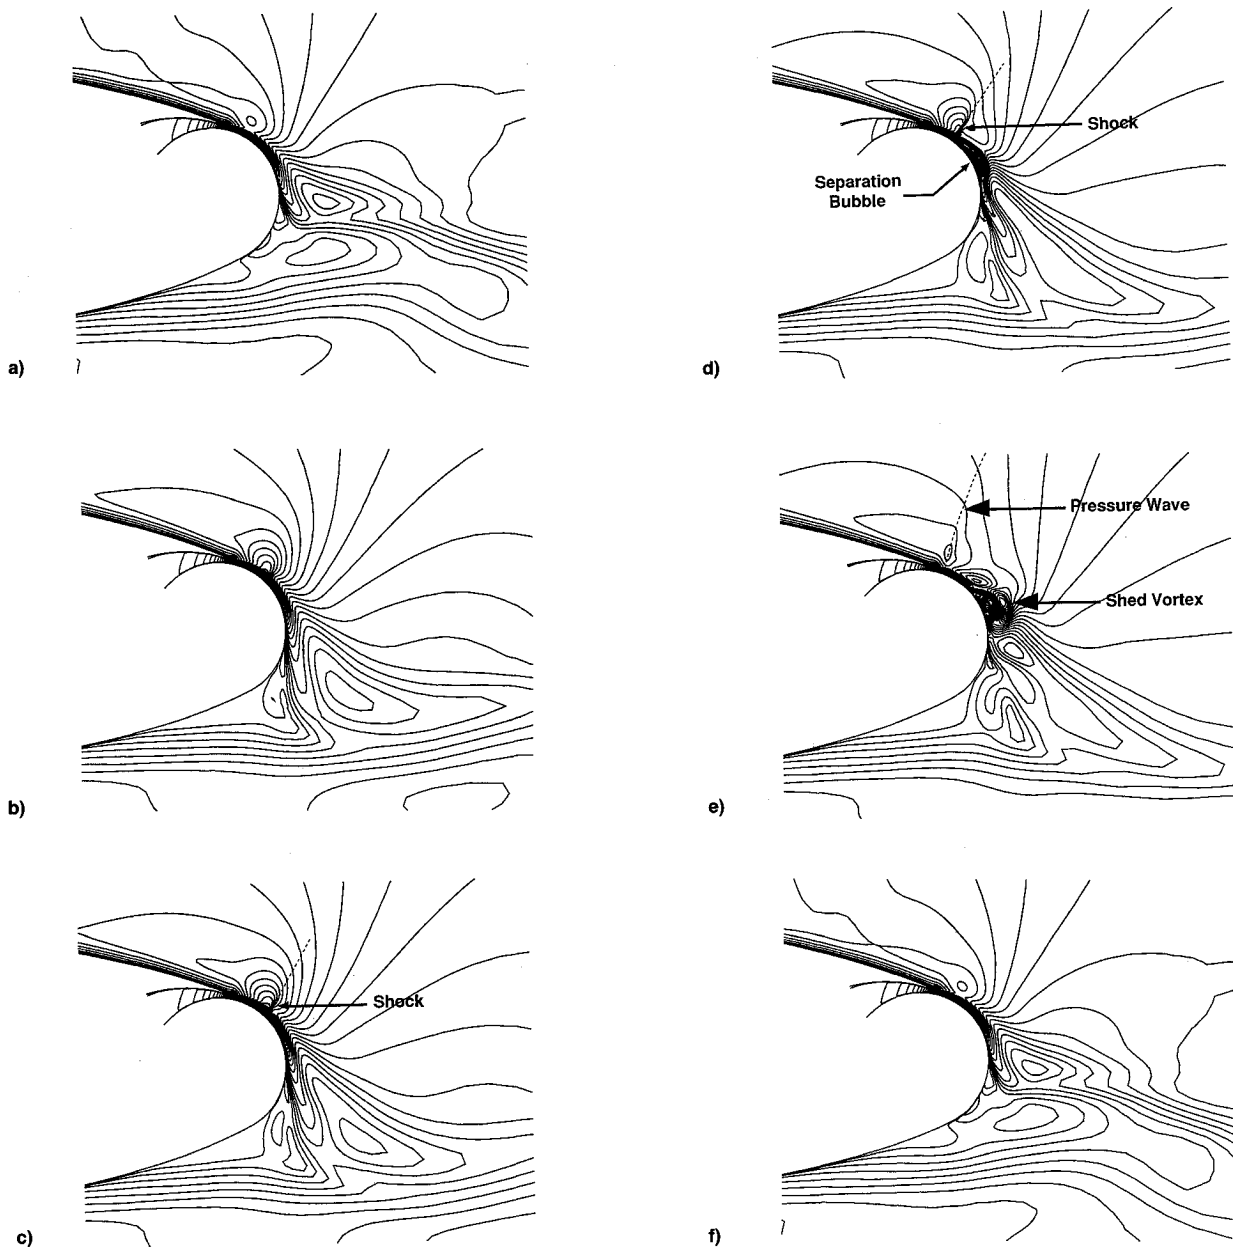 a)
d)
Shock
Separation
Bubble
b)
e)
Pressure Wave
Shed Vortex
c)
Shock
f)